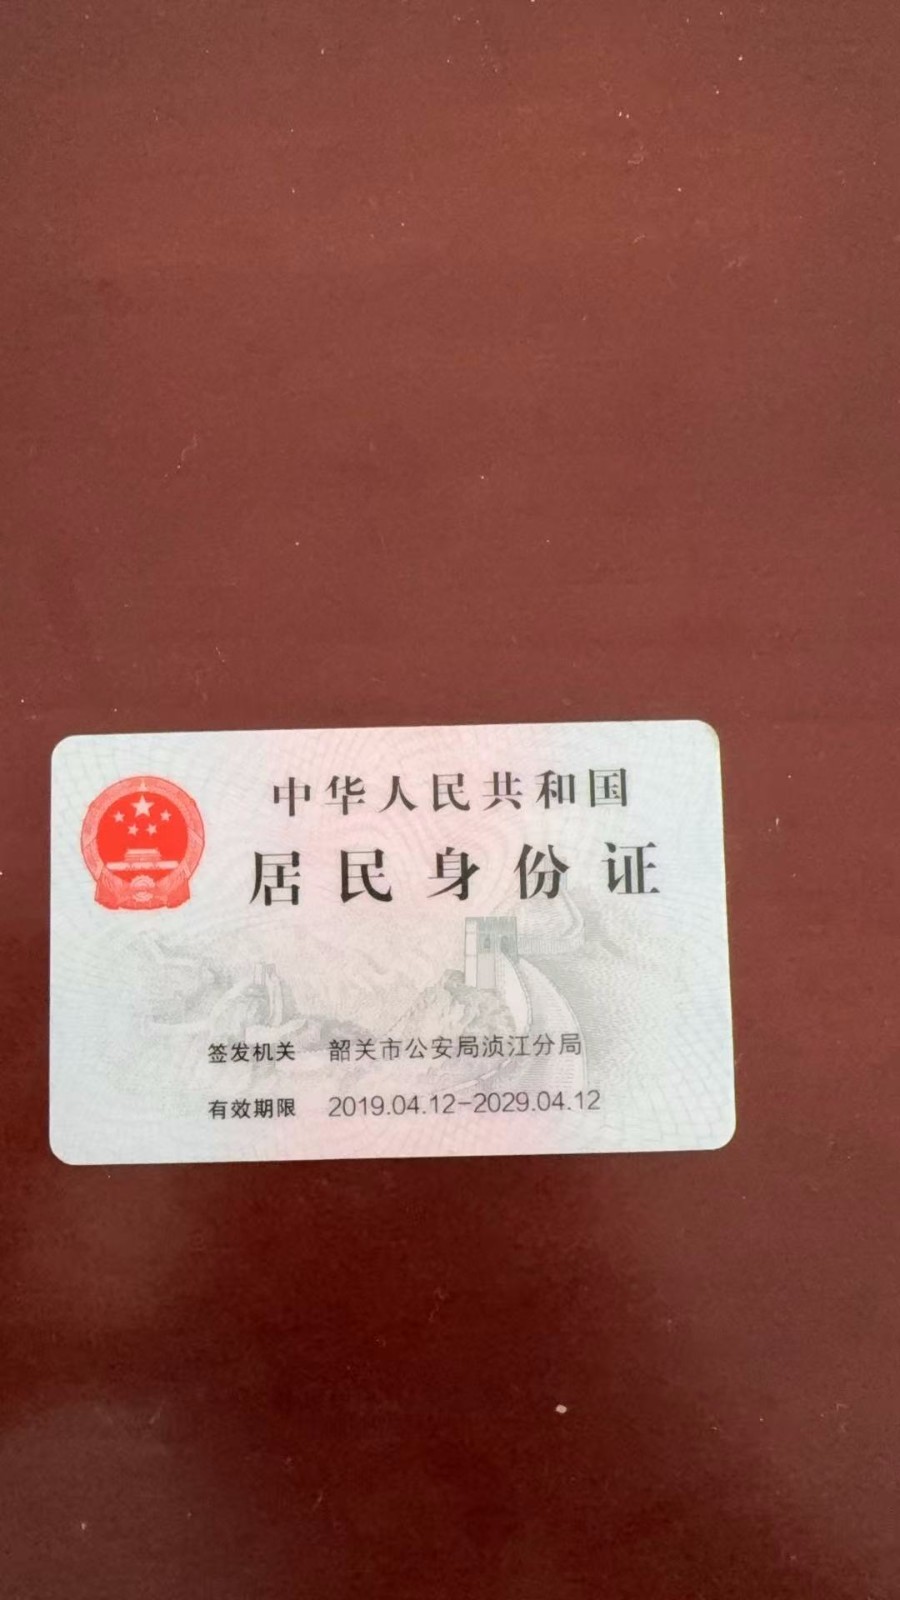 中华人民共和国
居民身份证
签发机关 韶关市公安局浈江分局
有效期限 2019.04.12-2029.04.12